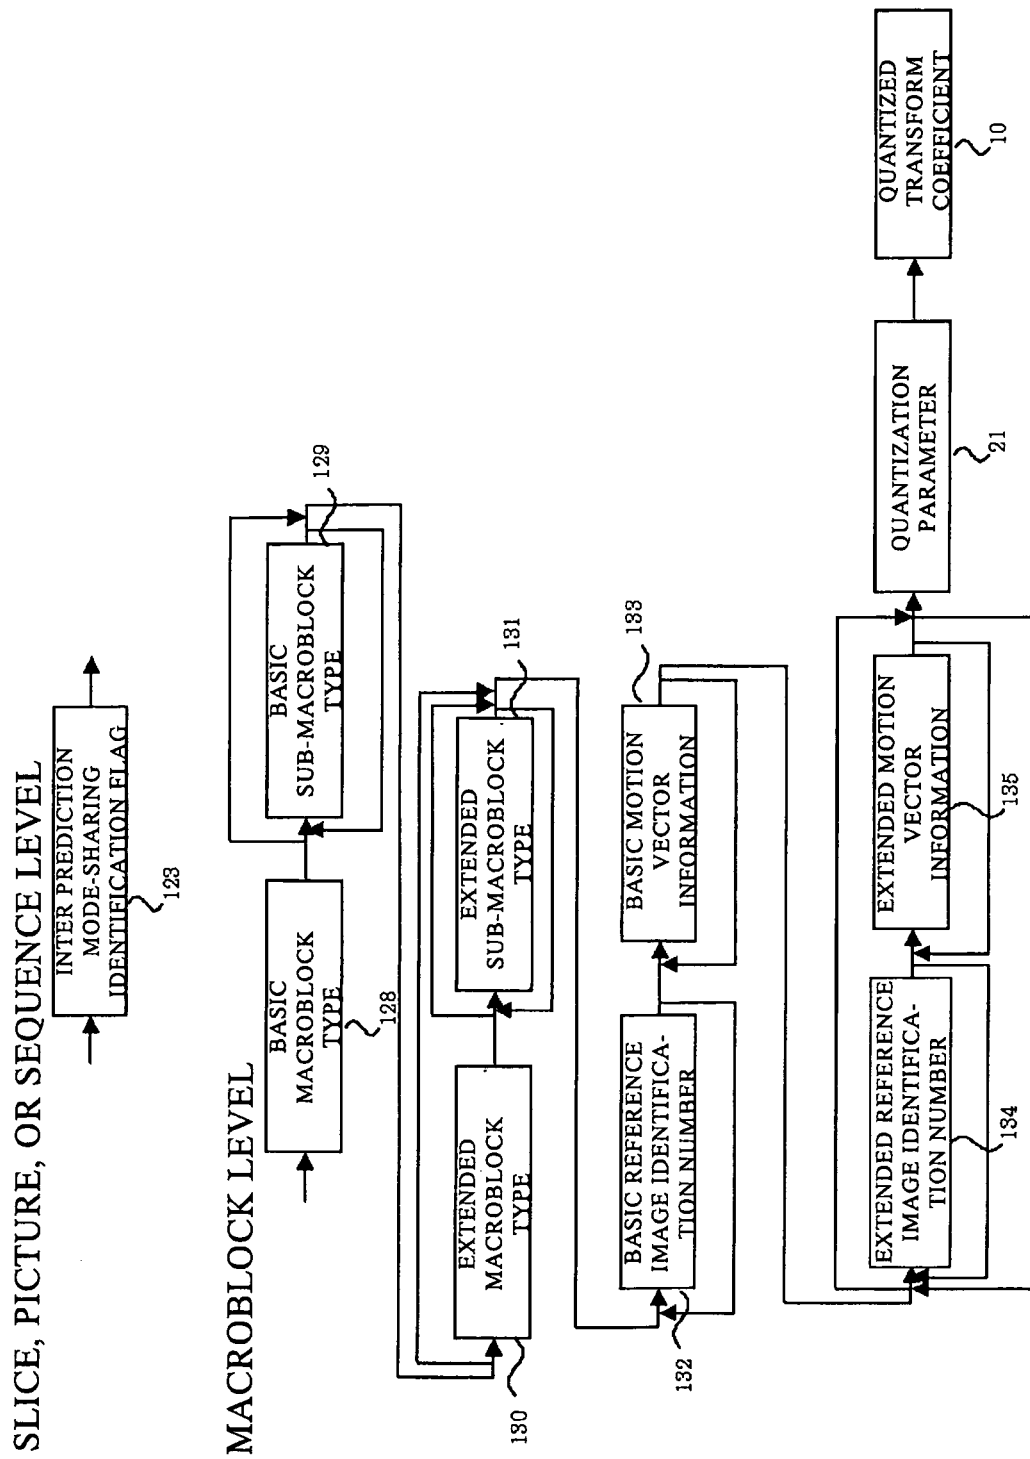 SLICE, PICTURE, OR SEQUENCE LEVEL
INTER PREDICTION
MODE-SHARING
IDENTIFICATION FLAG
123
MACROBLOCK LEVEL
BASIC
MACROBLOCK
TYPE
128
BASIC
SUB-MACROBLOCK
TYPE
129
EXTENDED
MACROBLOCK
TYPE
130
EXTENDED
SUB-MACROBLOCK
TYPE
131
BASIC REFERENCE
IMAGE IDENTIFICA-
TION NUMBER
132
BASIC MOTION
VECTOR
INFORMATION
133
EXTENDED REFERENCE
IMAGE IDENTIFICA-
TION NUMBER
134
EXTENDED MOTION
VECTOR
INFORMATION
135
QUANTIZATION
PARAMETER
21
QUANTIZED
TRANSFORM
COEFFICIENT
10